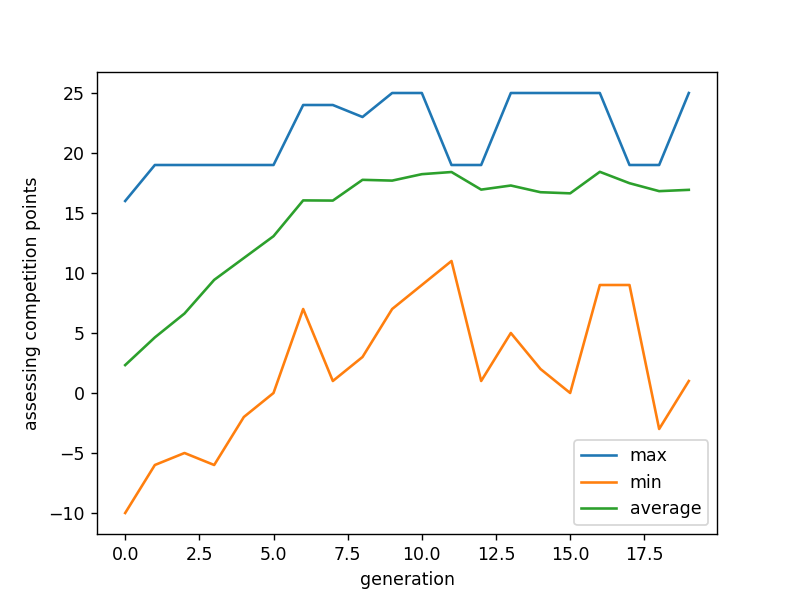 25
20
15
10
5
0
−5
−10
assessing competition points
0.0 2.5 5.0 7.5 10.0 12.5 15.0 17.5
generation
max
min
average